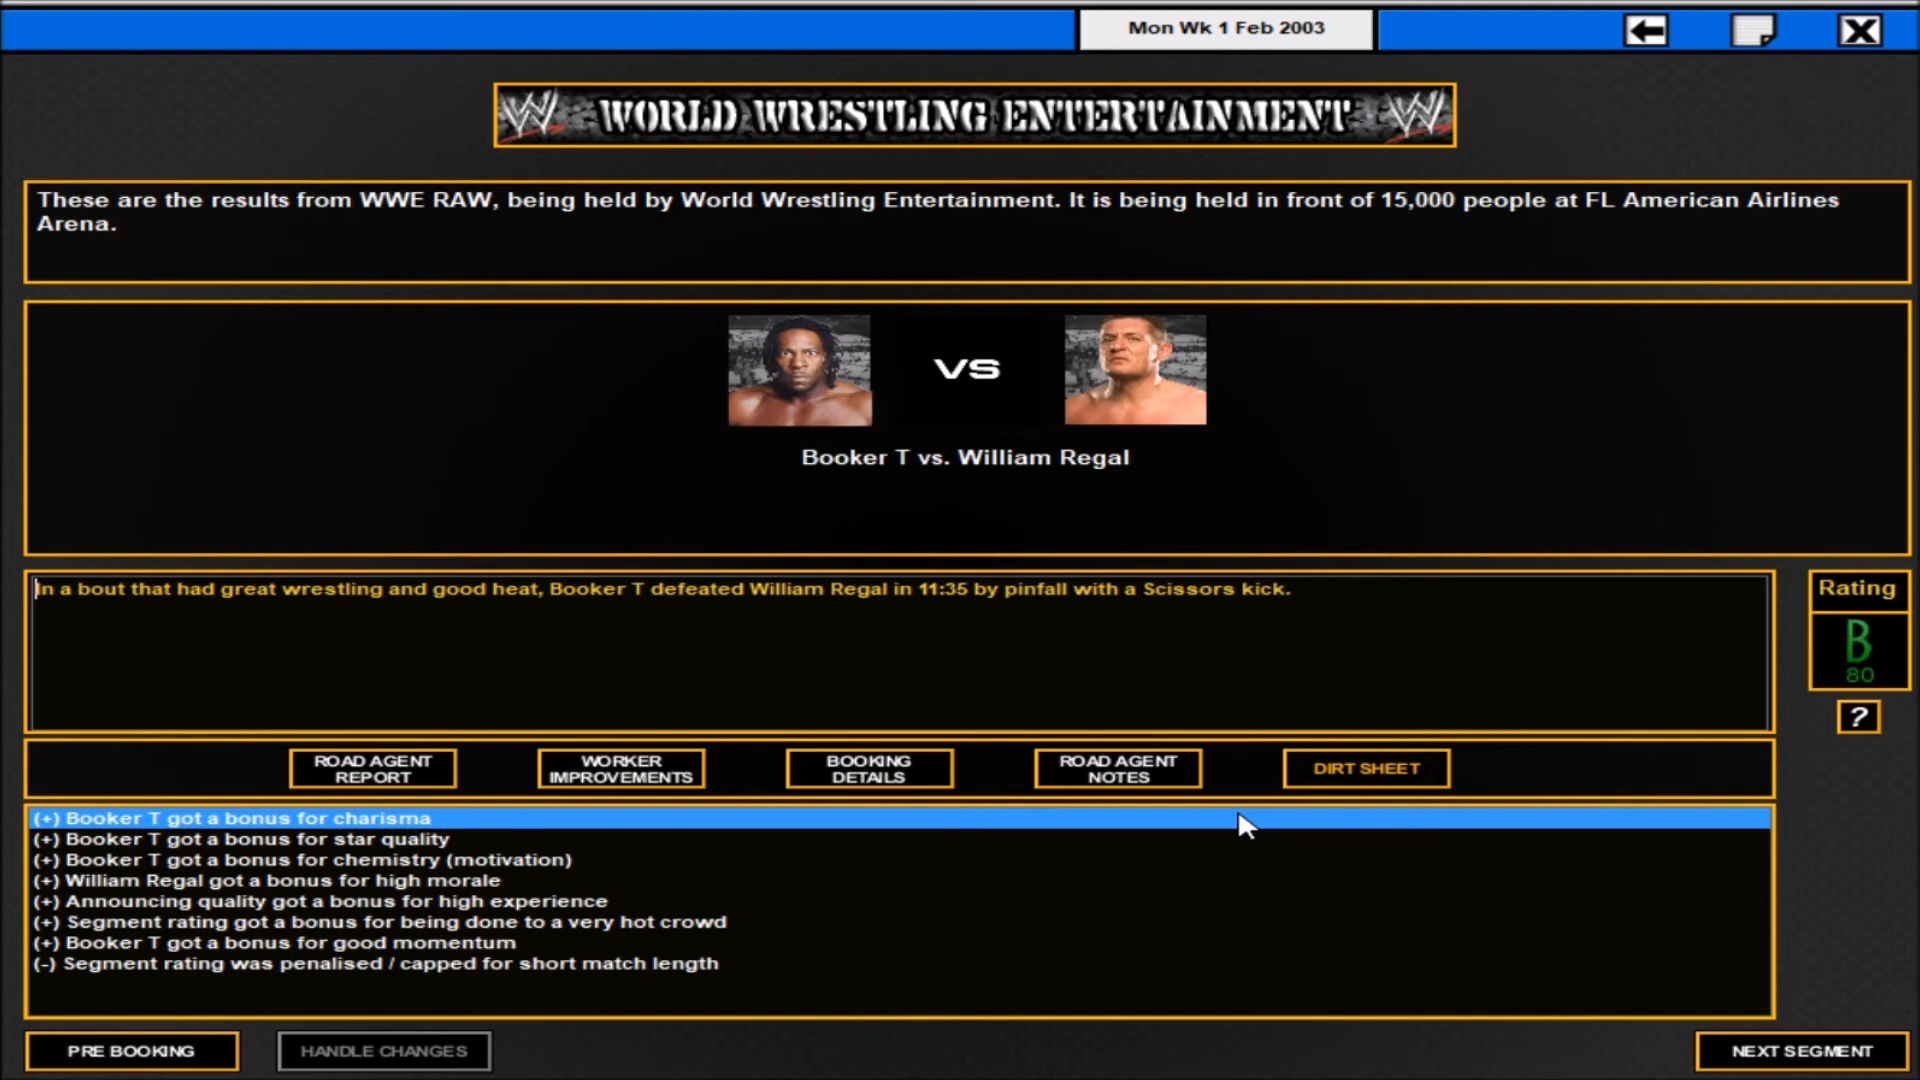 Mon Wk 1 Feb 2003
WORLD WRESTLING ENTERTAINMENT
These are the results from WWE RAW, being held by World Wrestling Entertainment. It is being held in front of 15,000 people at FL American Airlines
Arena.
VS
Booker T vs. William Regal
In a bout that had great wrestling and good heat, Booker T defeated William Regal in 11:35 by pinfall with a Scissors kick.
Rating
B
80
?
ROAD AGENT
REPORT
WORKER
IMPROVEMENTS
BOOKING
DETAILS
ROAD AGENT
NOTES
DIRT SHEET
(+) Booker T got a bonus for charisma
(+) Booker T got a bonus for star quality
(+) Booker T got a bonus for chemistry (motivation)
(+) William Regal got a bonus for high morale
(+) Announcing quality got a bonus for high experience
(+) Segment rating got a bonus for being done to a very hot crowd
(+) Booker T got a bonus for good momentum
(-) Segment rating was penalised / capped for short match length
PRE BOOKING
HANDLE CHANGES
NEXT SEGMENT